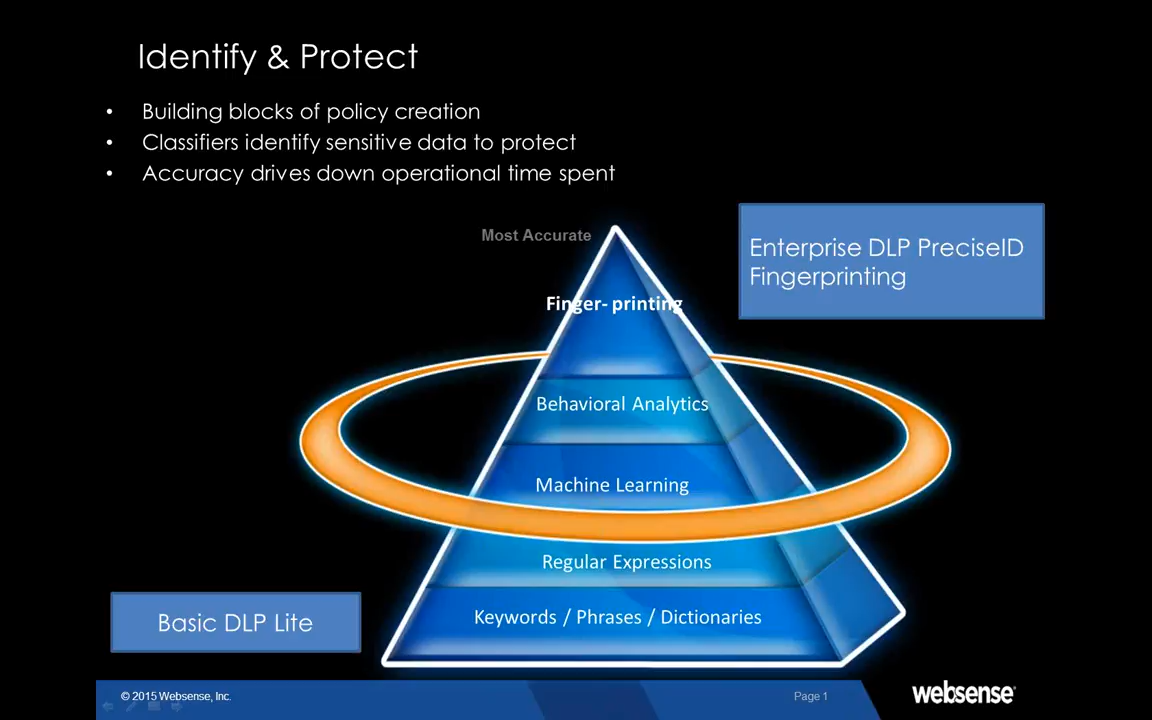 Identify & Protect
• Building blocks of policy creation
• Classifiers identify sensitive data to protect
• Accuracy drives down operational time spent
Most Accurate
Enterprise DLP PreciseID
Fingerprinting
Finger- printing
Behavioral Analytics
Machine Learning
Regular Expressions
Keywords / Phrases / Dictionaries
Basic DLP Lite
© 2015 Websense, Inc.
Page 1
websense®